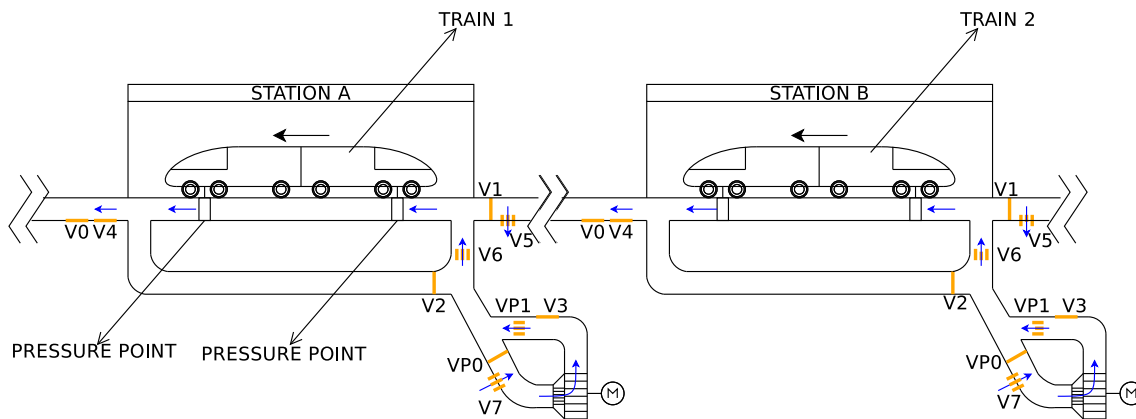 TRAIN 1
TRAIN 2
STATION A
STATION B
V1
V1
V0 V4
V5
V0 V4
V5
V6
V6
V2
V2
VP1 V3
VP1 V3
PRESSURE POINT
PRESSURE POINT
VP0
VP0
M
M
V7
V7